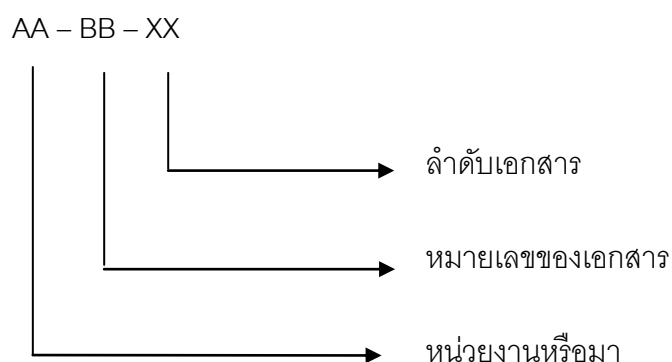 AA – BB – XX
ลำดับเอกสาร
หมายเลขของเอกสาร
หน่วยงานหรือมา